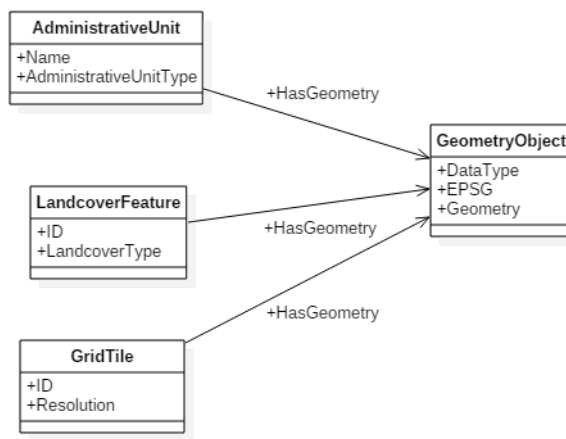 AdministrativeUnit
+Name
+AdministrativeUnitType
+HasGeometry
GeometryObject
+DataType
+EPSG
+Geometry
LandcoverFeature
+ID
+LandcoverType
+HasGeometry
+HasGeometry
GridTile
+ID
+Resolution